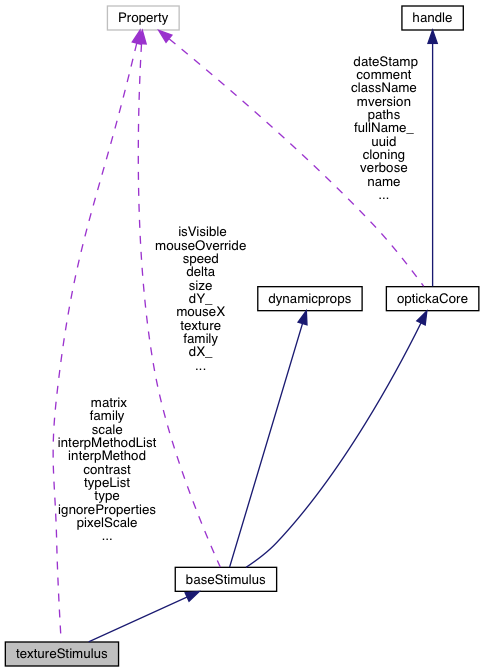 Property
handle
dateStamp
comment
className
mversion
paths
fullName_
uuid
cloning
verbose
name
...
isVisible
mouseOverride
speed
delta
size
dY_
mouseX
texture
family
dX_
...
dynamicprops
optickaCore
matrix
family
scale
interpMethodList
interpMethod
contrast
typeList
type
ignoreProperties
pixelScale
...
baseStimulus
textureStimulus